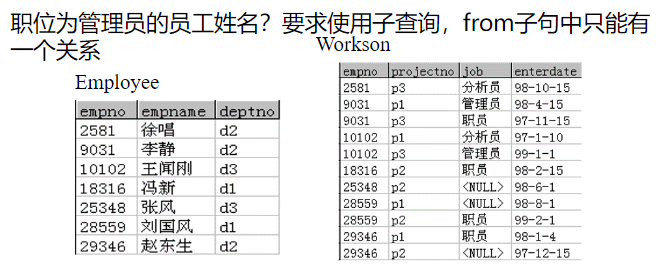 职位为管理员的员工姓名？要求使用子查询，from子句中只能有
一个关系
Workson
Employee
empno empname deptno
2581 徐唱 d2
9031 李静 d2
10102 王闻刚 d3
18316 冯新 d1
25348 张风 d3
28559 刘国风 d1
29346 赵东生 d2
empno projectno job enterdate
2581 p3 分析员 98-10-15
9031 p1 管理员 98-4-15
9031 p3 职员 97-11-15
10102 p1 分析员 97-1-10
10102 p3 管理员 99-1-1
18316 p2 职员 98-2-15
25348 p2 <NULL> 98-6-1
28559 p1 <NULL> 98-8-1
28559 p2 职员 99-2-1
29346 p1 职员 98-1-4
29346 p2 <NULL> 97-12-15